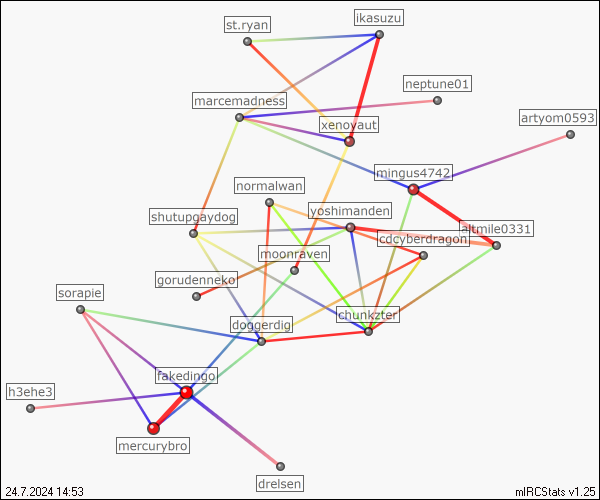 st.ryan
ikasuzu
neptune01
marcemadness
artyom0593
xenoyaut
mingus4742
normalwan
yoshimanden
shutupgaydog
altmile0331
cdcyberdragon
moonraven
gorudenneko
sorapie
chunkzter
doggerdig
fakedingo
h3ehe3
mercurybro
drelsen
24.7.2024 14:53
mIRCStats v1.25